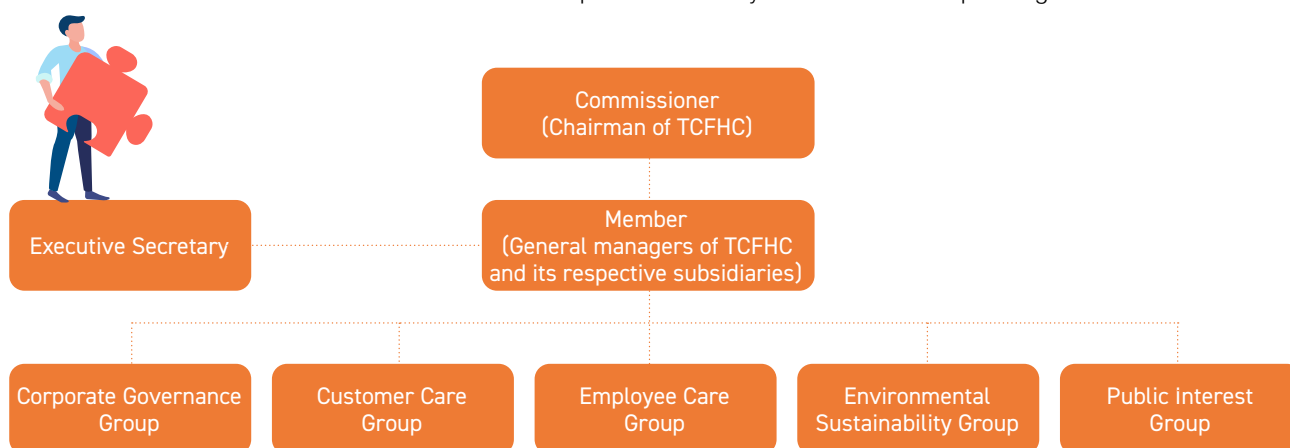 Commissioner
(Chairman of TCFHC)
Executive Secretary
Member
(General managers of TCFHC
and its respective subsidiaries)
Corporate Governance
Group
Customer Care
Group
Employee Care
Group
Environmental
Sustainability Group
Public Interest
Group